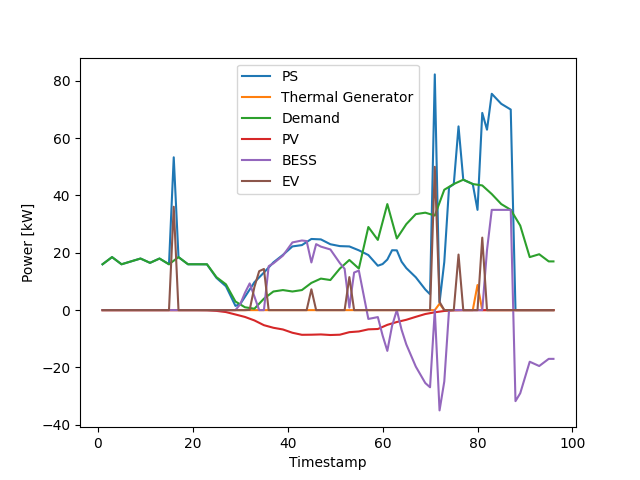 PS
Thermal Generator
Demand
PV
BESS
EV
80
60
40
20
0
−20
−40
Power [kW]
0 20 40 60 80 100
Timestamp